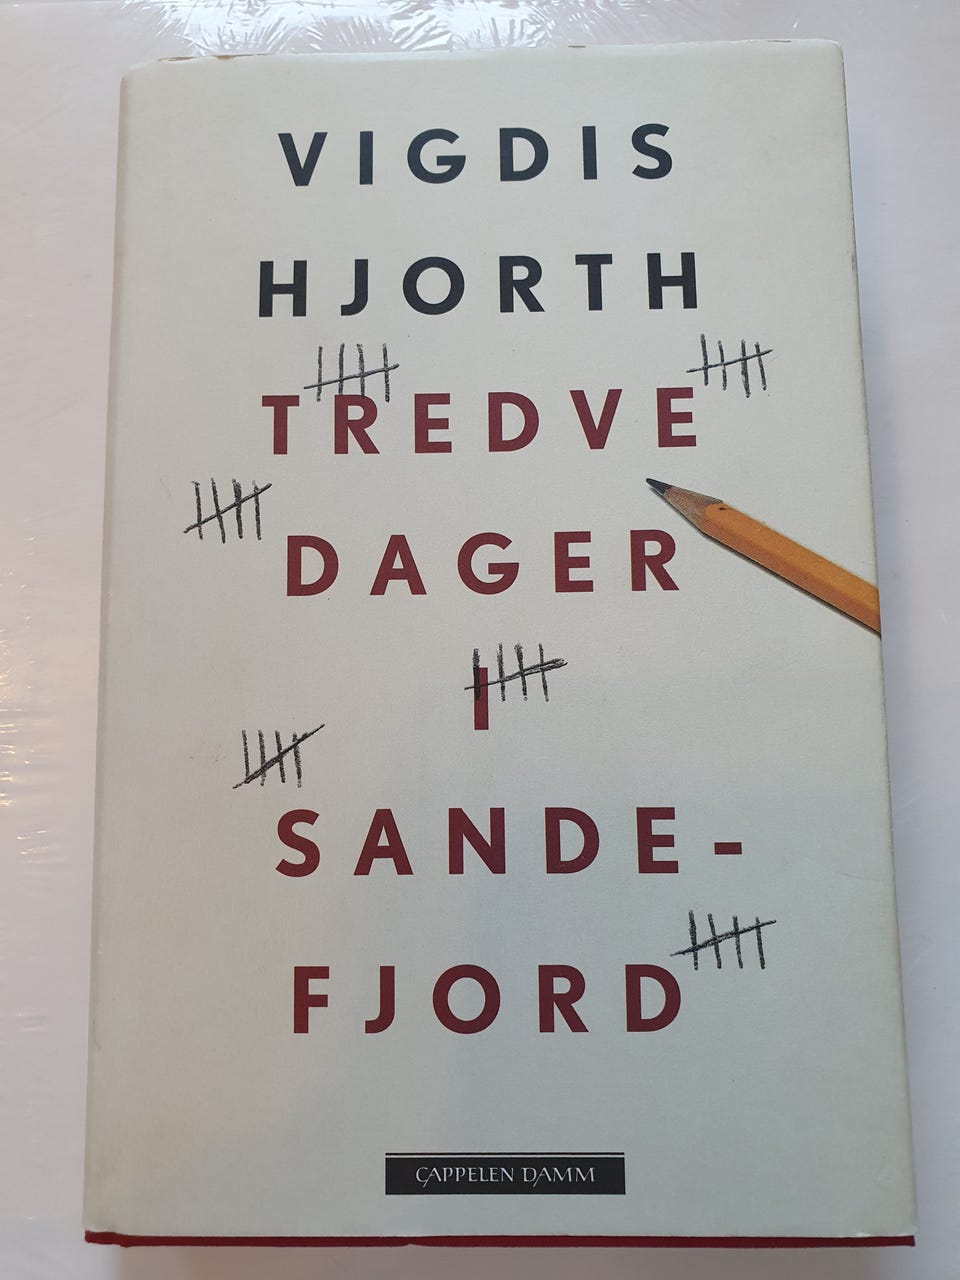 VIGDIS
HJORTH
TREDVE
DAGER
I
SANDE-
FJORD
CAPPELEN DAMM